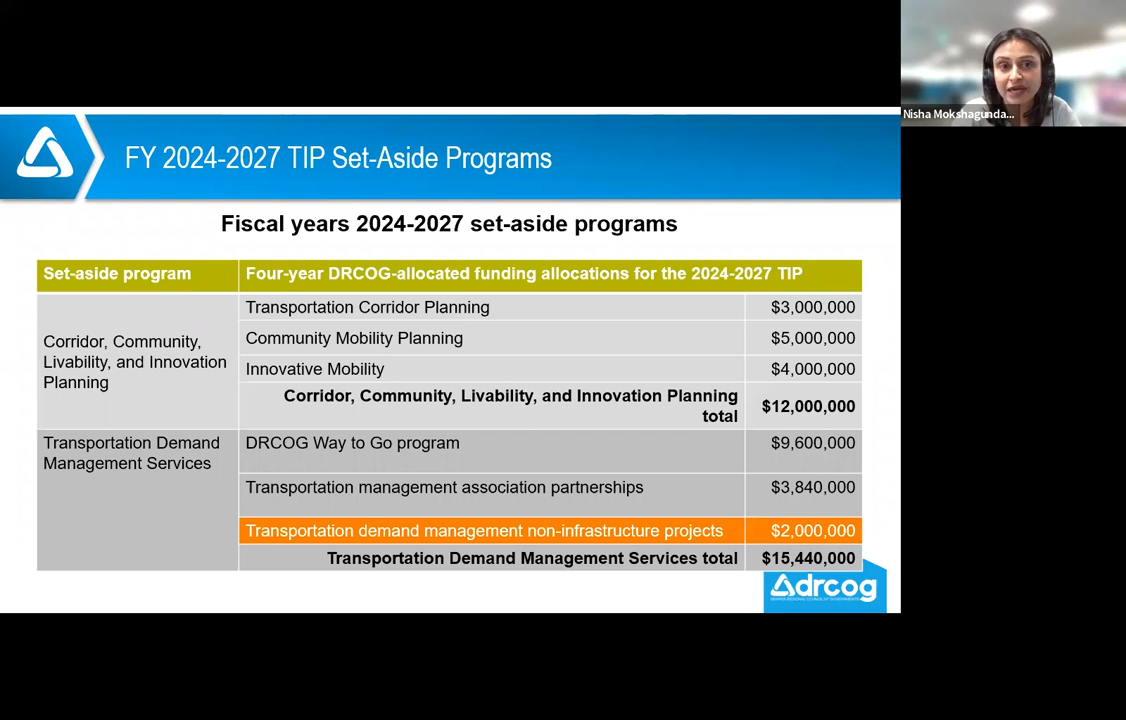 Nisha Mokshagunda...
FY 2024-2027 TIP Set-Aside Programs
Fiscal years 2024-2027 set-aside programs
Set-aside program
Four-year DRCOG-allocated funding allocations for the 2024-2027 TIP
Corridor, Community,
Livability, and Innovation
Planning
Transportation Corridor Planning
$3,000,000
Community Mobility Planning
$5,000,000
Innovative Mobility
$4,000,000
Corridor, Community, Livability, and Innovation Planning
total
$12,000,000
Transportation Demand
Management Services
DRCOG Way to Go program
$9,600,000
Transportation management association partnerships
$3,840,000
Transportation demand management non-infrastructure projects
$2,000,000
Transportation Demand Management Services total
$15,440,000
drcog
DENVER REGIONAL COUNCIL OF GOVERNMENTS